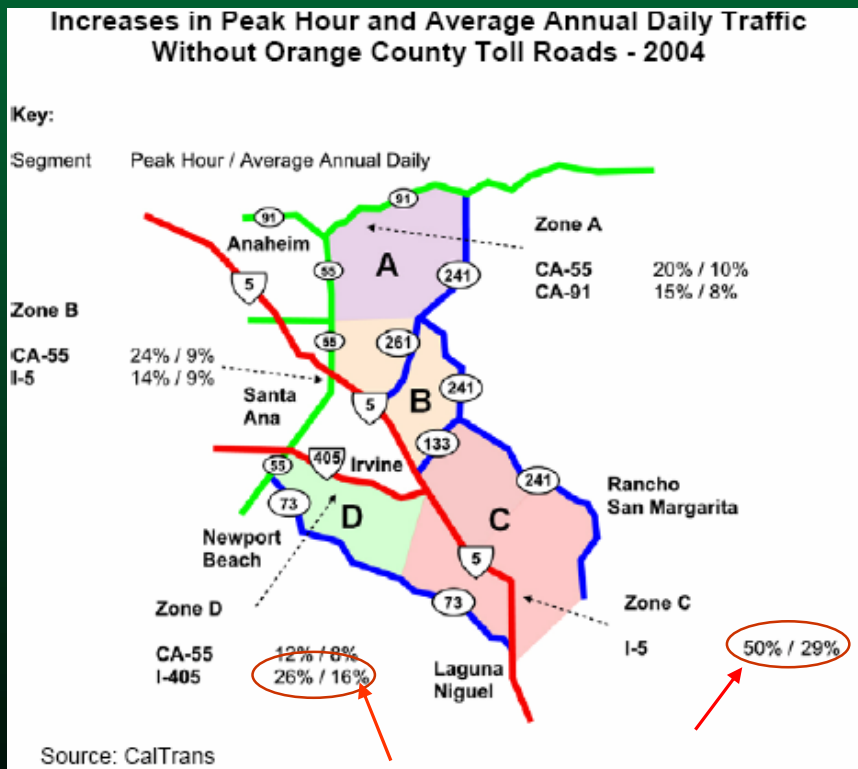 Increases in Peak Hour and Average Annual Daily Traffic
Without Orange County Toll Roads - 2004
Key:
Segment Peak Hour / Average Annual Daily
91
91
Anaheim
Zone A
55
A
241
CA-55 20% / 10%
CA-91 15% / 8%
5
Zone B
55
261
CA-55 24% / 9%
I-5 14% / 9%
Santa
Ana
5
B
241
133
405
Irvine
55
241
Rancho
San Margarita
73
D
C
Newport
Beach
5
Zone D
73
Zone C
CA-55 12% / 8%
I-405 26% / 16%
Laguna
Niguel
I-5 50% / 29%
Source: CalTrans